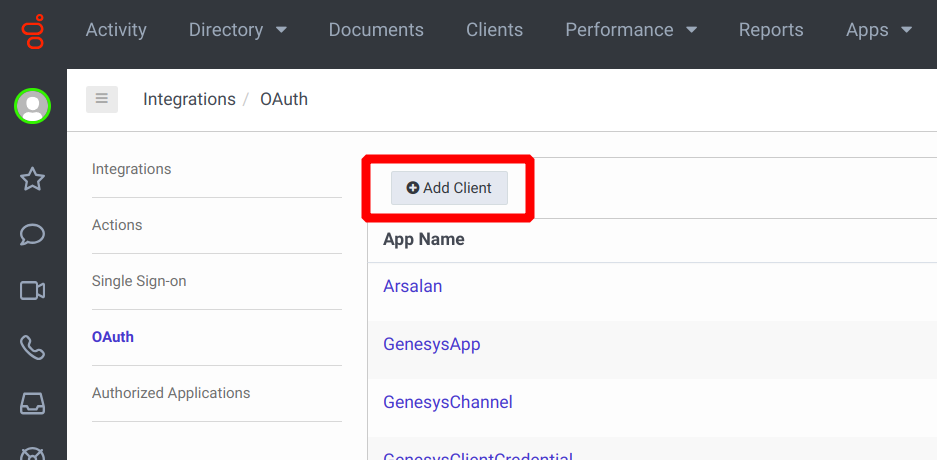 Activity
Directory
Documents
Clients
Performance
Reports
Apps
Integrations / OAuth
Integrations
Actions
Single Sign-on
OAuth
Authorized Applications
Add Client
App Name
Arsalan
GenesysApp
GenesysChannel
GenesysClientCredential